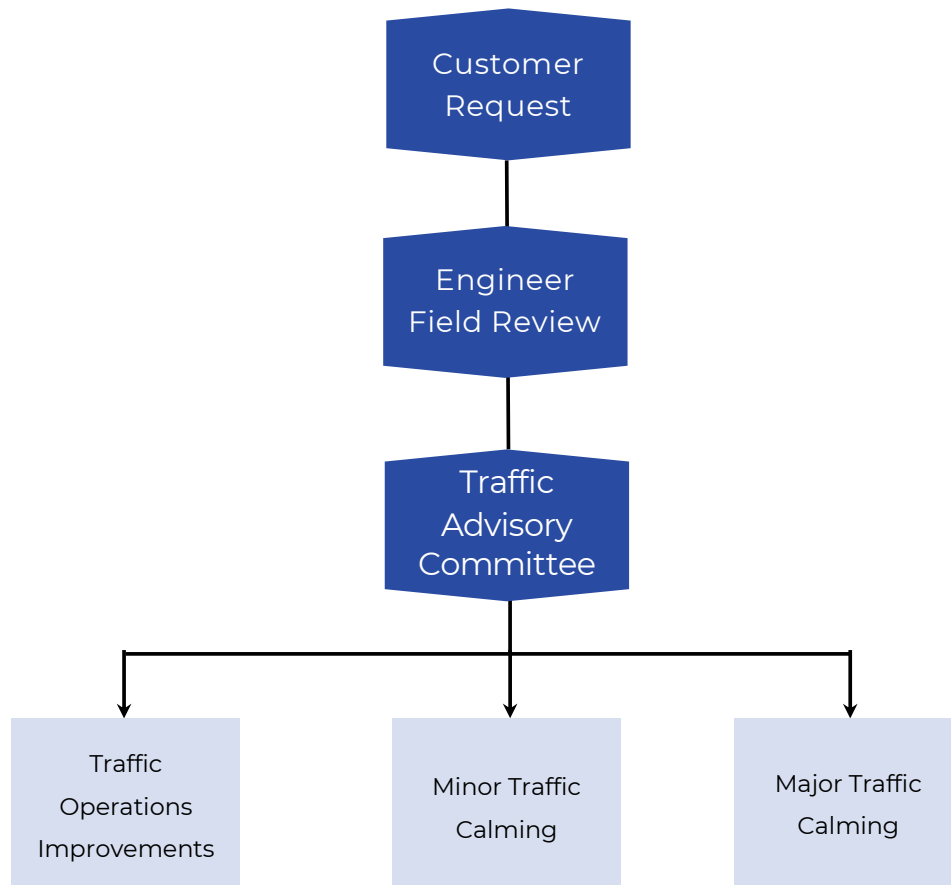 Customer
Request
Engineer
Field Review
Traffic
Advisory
Committee
Traffic
Operations
Improvements
Minor Traffic
Calming
Major Traffic
Calming